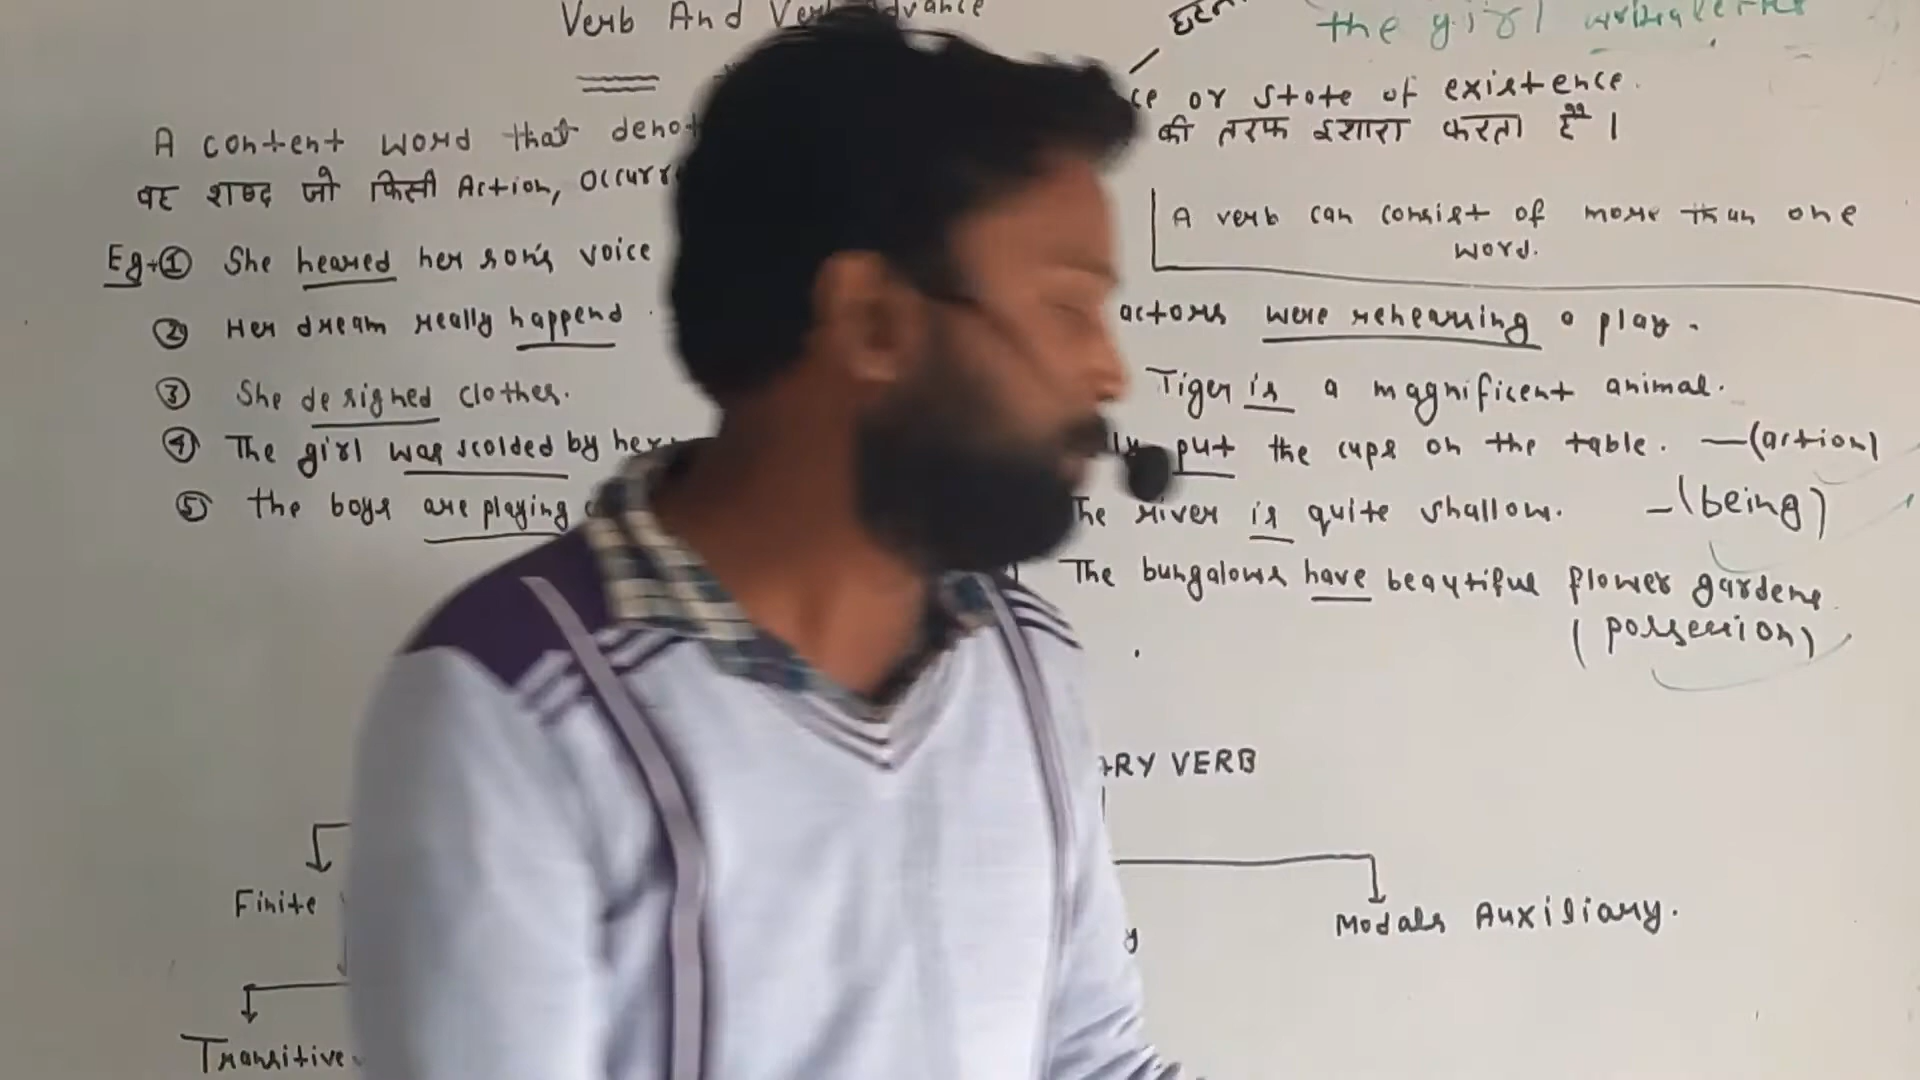 Verb And Verb Advance
the girl
A content word that denot ce or state of existence.
वह शब्द जो किसी Action, Occurr की तरफ इशारा करता है ।
A verb can consist of more than one
word.
Eg → ① She heared her son's voice
② Her dream really happend . actors were rehearsing a play .
③ She designed clothes. Tiger is a magnificent animal.
④ The girl was scolded by her ly put the cups on the table. — (action)
⑤ the boys are playing The river is quite shallow. — (being)
The bungalows have beautiful flower gardens.
(possession)
ARY VERB
Finite
y Modals Auxiliary.
Transitive